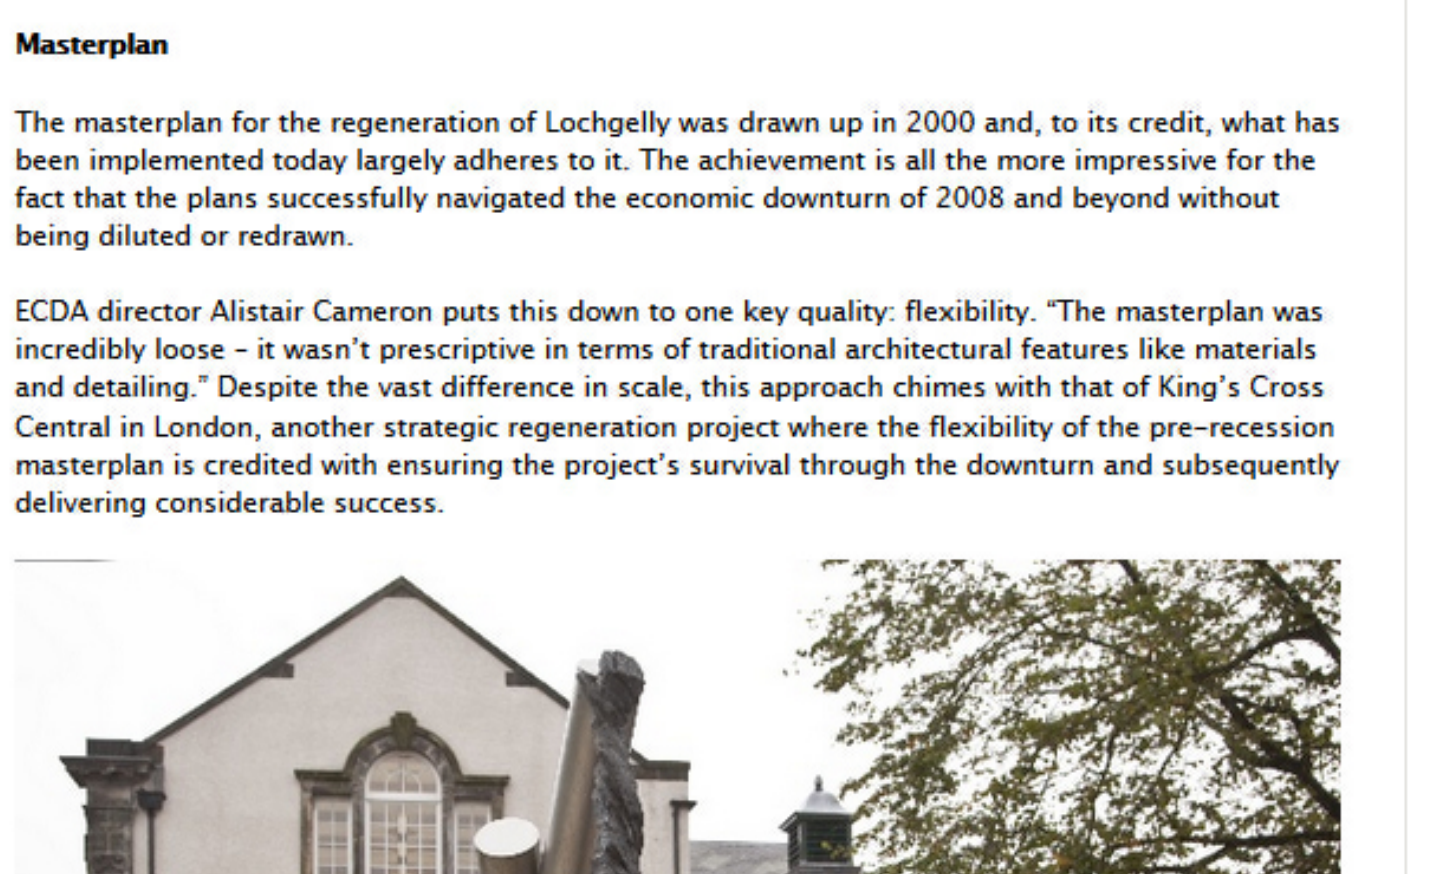 Masterplan
The masterplan for the regeneration of Lochgelly was drawn up in 2000 and, to its credit, what has
been implemented today largely adheres to it. The achievement is all the more impressive for the
fact that the plans successfully navigated the economic downturn of 2008 and beyond without
being diluted or redrawn.
ECDA director Alistair Cameron puts this down to one key quality: flexibility. “The masterplan was
incredibly loose – it wasn’t prescriptive in terms of traditional architectural features like materials
and detailing.” Despite the vast difference in scale, this approach chimes with that of King’s Cross
Central in London, another strategic regeneration project where the flexibility of the pre-recession
masterplan is credited with ensuring the project’s survival through the downturn and subsequently
delivering considerable success.